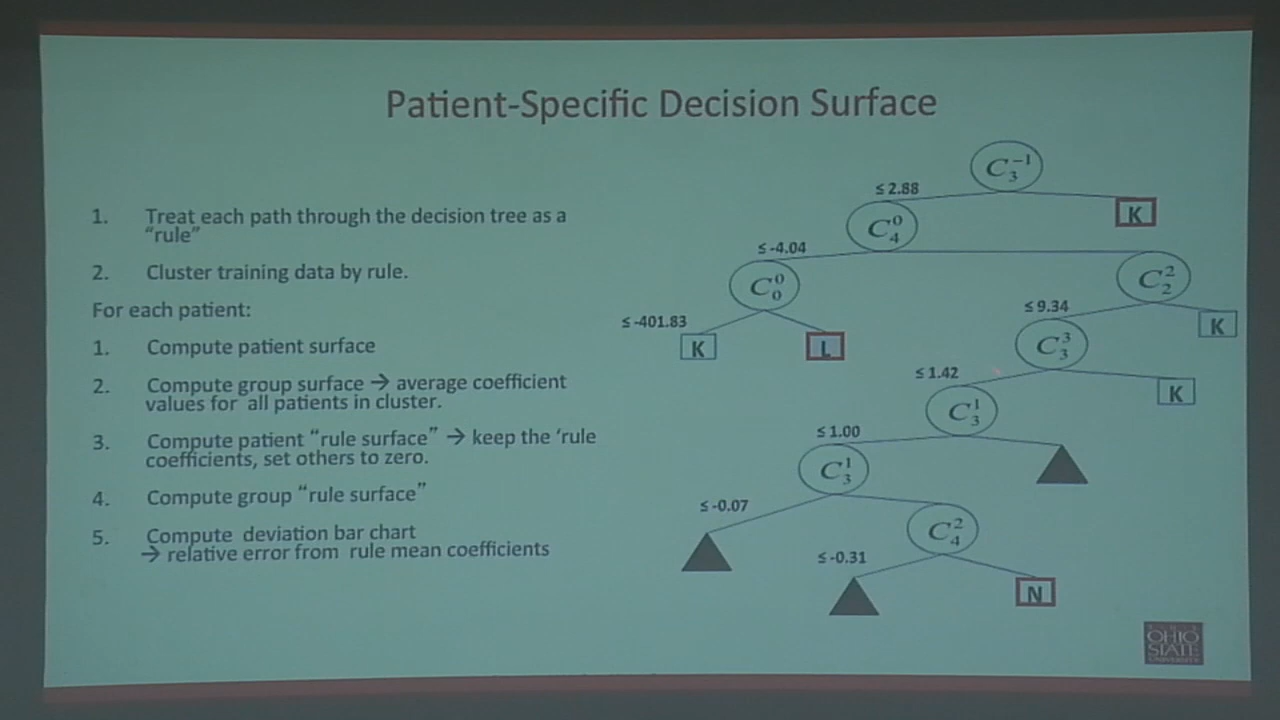 Patient-Specific Decision Surface
1. Treat each path through the decision tree as a
“rule”
2. Cluster training data by rule.
For each patient:
1. Compute patient surface
2. Compute group surface → average coefficient
values for all patients in cluster.
3. Compute patient “rule surface” → keep the ‘rule
coefficients, set others to zero.
4. Compute group “rule surface”
5. Compute deviation bar chart
→ relative error from rule mean coefficients
C₃⁻¹
≤ 2.88
K
C₄⁰
≤ -4.04
C₀⁰
C₂²
≤ -401.83
K
L
≤ 9.34
K
C₃³
≤ 1.42
K
C₃¹
≤ 1.00
C₃¹
≤ -0.07
C₄²
≤ -0.31
N
OHIO
STATE
UNIVERSITY